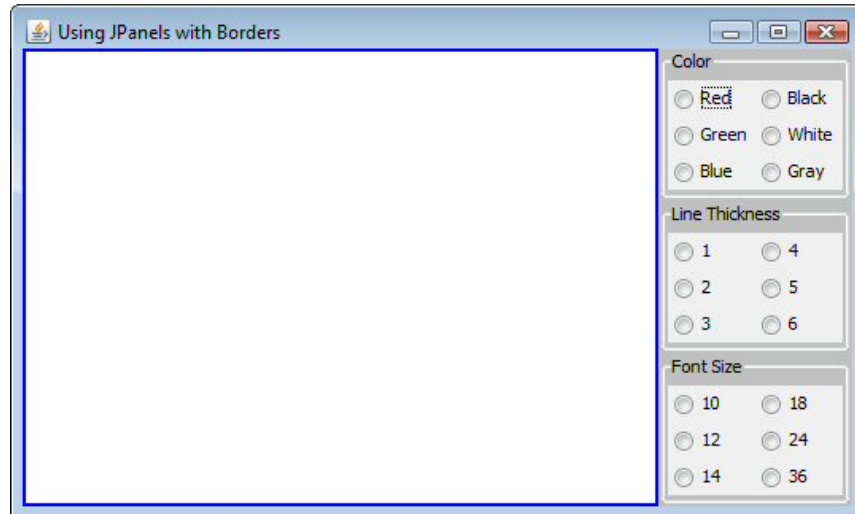 Using JPanels with Borders
Color
Red Black
Green White
Blue Gray
Line Thickness
1 4
2 5
3 6
Font Size
10 18
12 24
14 36